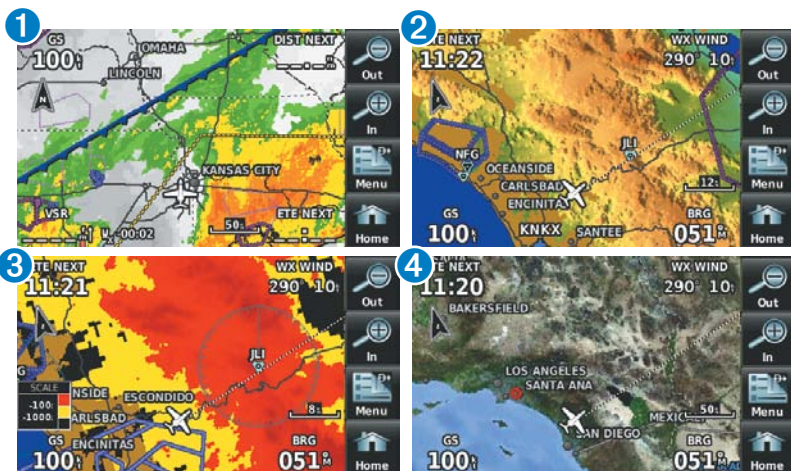 1
GS
DIST NEXT
100
OMAHA
LINCOLN
N
KANSAS CITY
VSR
-00:02
50
ETE NEXT
Out
In
Menu
Home
2
ETE NEXT
WX WIND
11:22
290° 10
JLI
NFG
OCEANSIDE
CARLSBAD
ENCINITAS
12
GS
BRG
100
KNKX
SANTEE
051°
Out
In
Menu
Home
3
ETE NEXT
WX WIND
11:21
290° 10
JLI
SCALE
-100
-1000
NSIDE
ESCONDIDO
ARLSBAD
8
GS
ENCINITAS
BRG
100
051°
Out
In
Menu
Home
4
TE NEXT
WX WIND
11:20
290° 10
BAKERSFIELD
LOS ANGELES
SANTA ANA
50
MEXICALI
SAN DIEGO
GS
BRG
100
051°
Out
In
Menu
Home